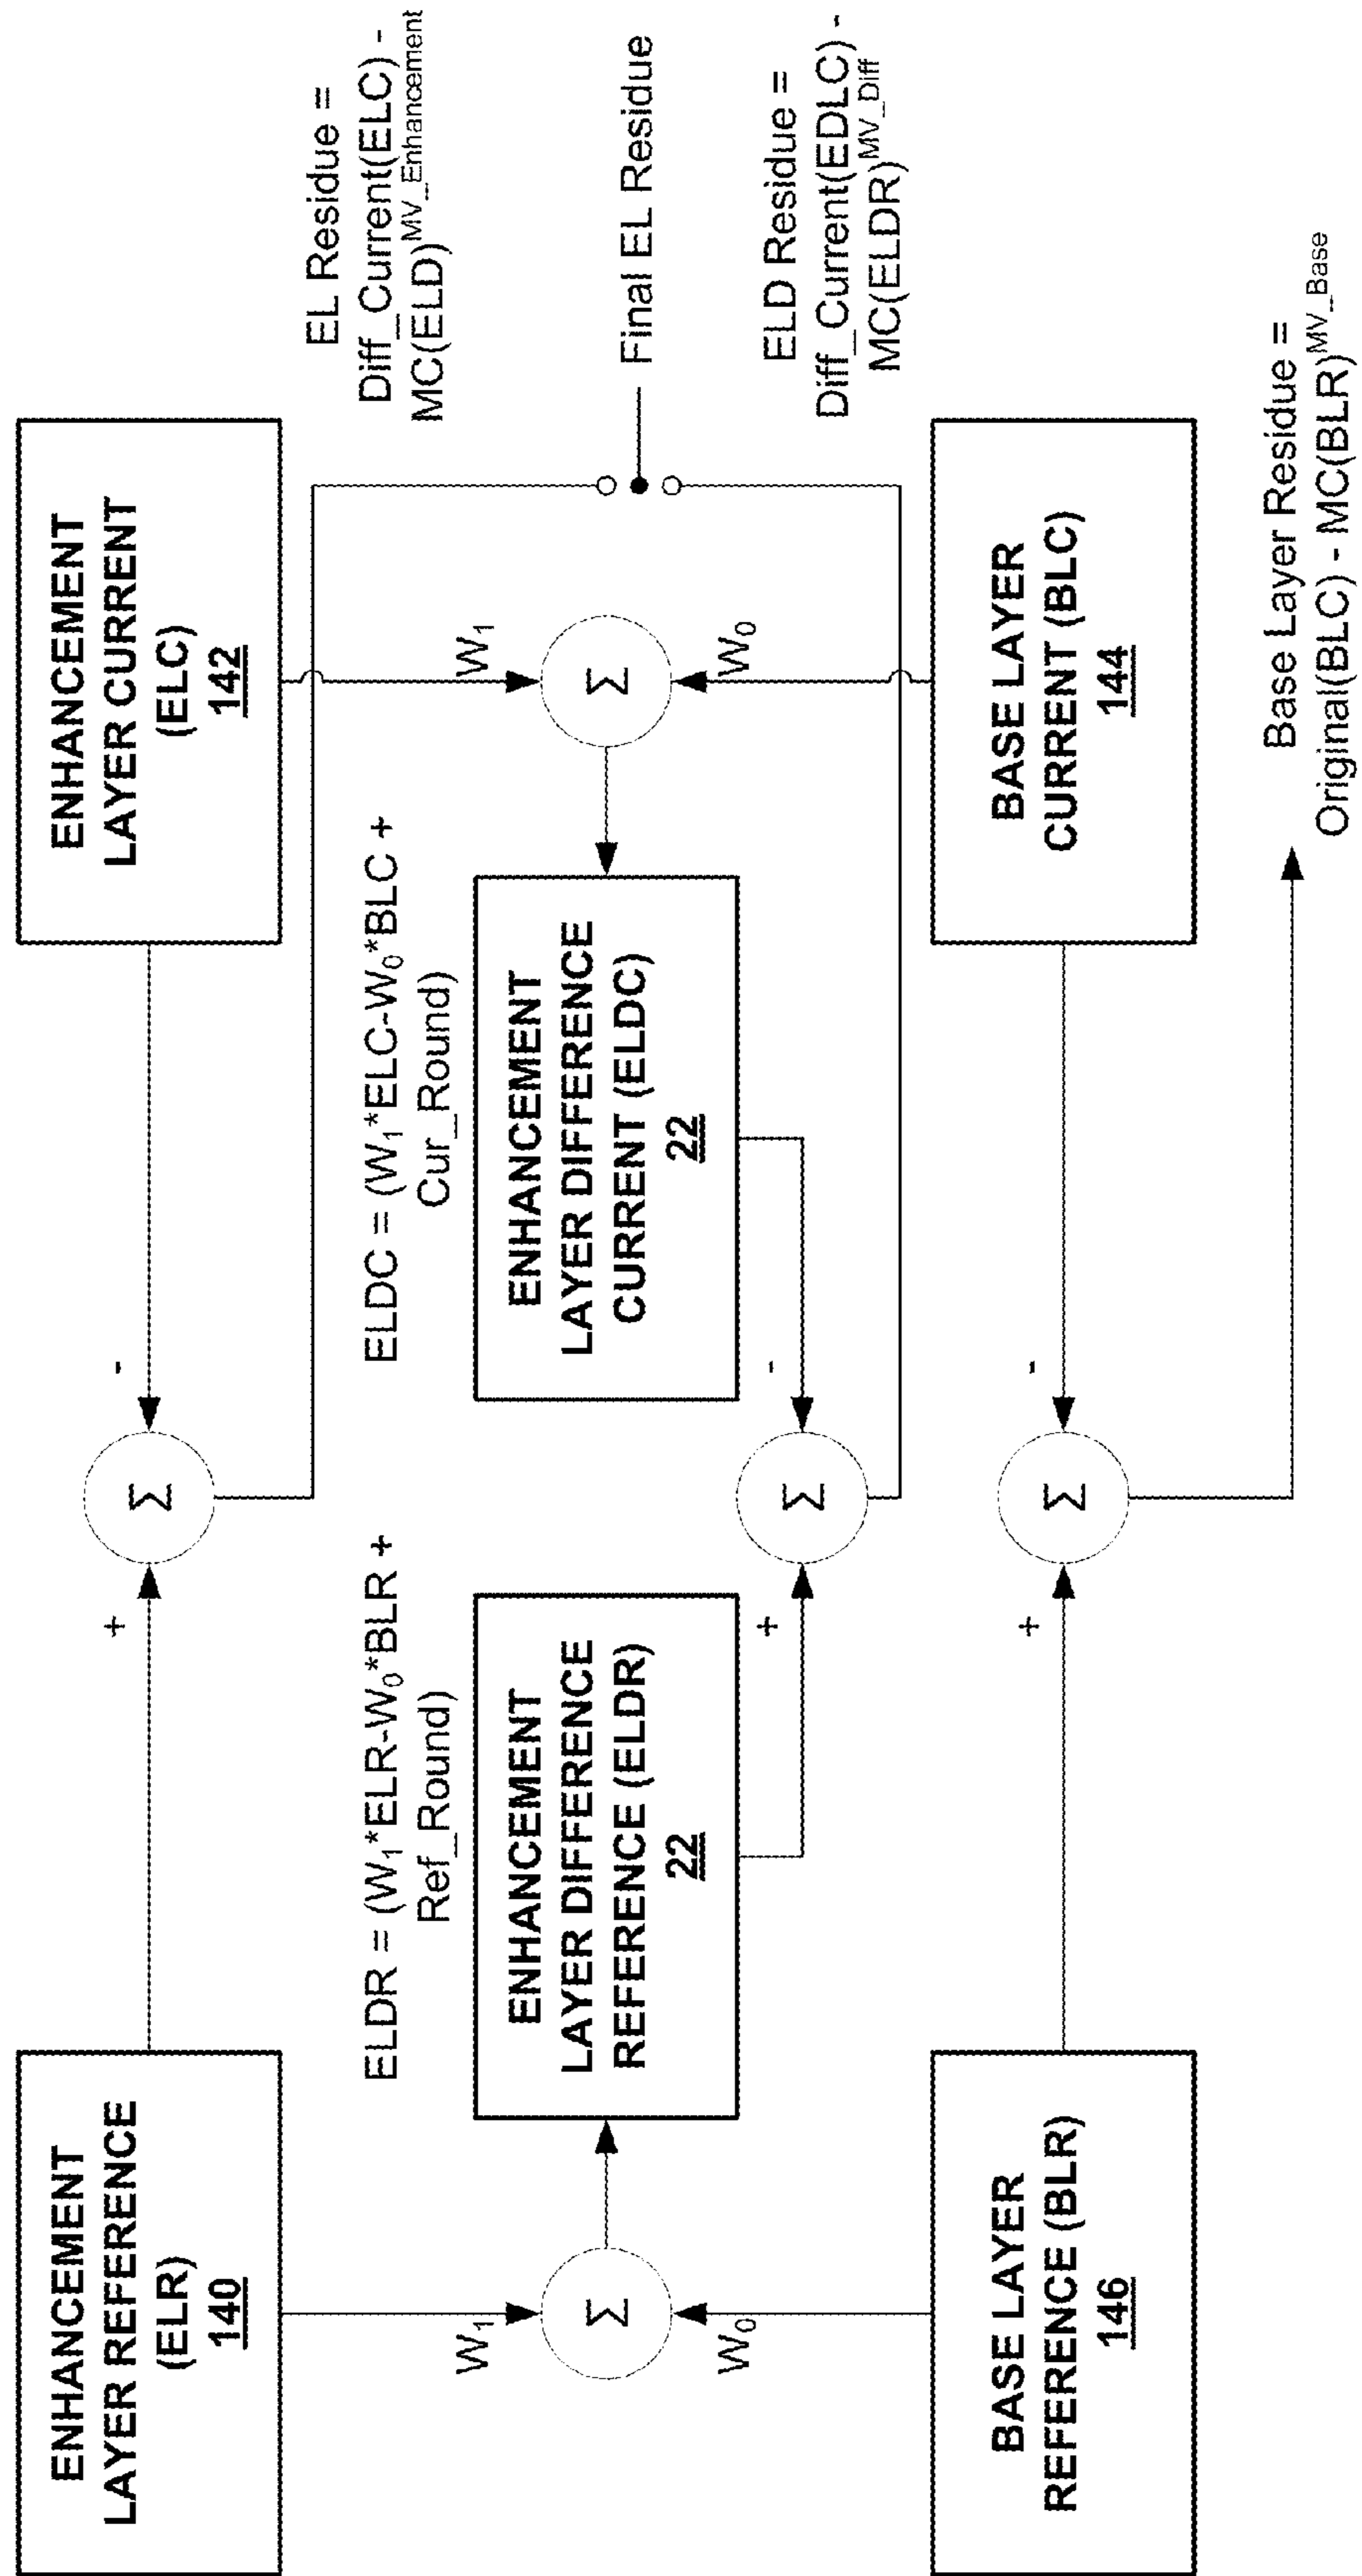 ENHANCEMENT
LAYER REFERENCE
(ELR)
140
+
Σ
-
ENHANCEMENT
LAYER CURRENT
(ELC)
142
EL Residue =
Diff_Current(ELC) -
MC(ELD)^MV_Enhancement
W₁
Σ
W₀
ELDR = (W₁*ELR-W₀*BLR +
Ref_Round)
ENHANCEMENT
LAYER DIFFERENCE
REFERENCE (ELDR)
22
+
Σ
-
ELDC = (W₁*ELC-W₀*BLC +
Cur_Round)
ENHANCEMENT
LAYER DIFFERENCE
CURRENT (ELDC)
22
W₁
Σ
W₀
Final EL Residue
ELD Residue =
Diff_Current(EDLC) -
MC(ELDR)^MV_Diff
BASE LAYER
REFERENCE (BLR)
146
+
Σ
-
BASE LAYER
CURRENT (BLC)
144
Base Layer Residue =
Original(BLC) - MC(BLR)^MV_Base